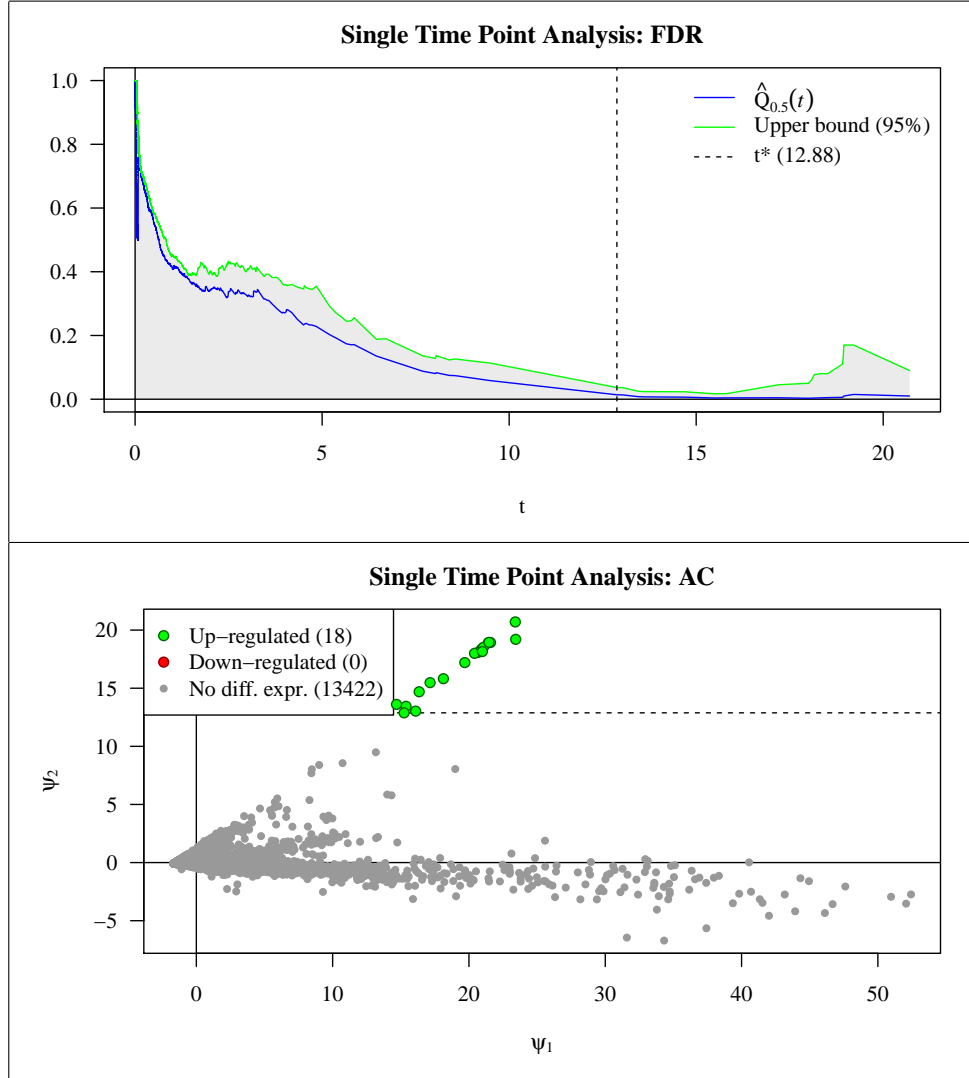 Single Time Point Analysis: FDR
1.0
0.8
0.6
0.4
0.2
0.0
Q̂0.5(t)
Upper bound (95%)
t* (12.88)
0 5 10 15 20
t
Single Time Point Analysis: AC
Up−regulated (18)
Down−regulated (0)
No diff. expr. (13422)
20
15
10
5
0
−5
ψ2
0 10 20 30 40 50
ψ1